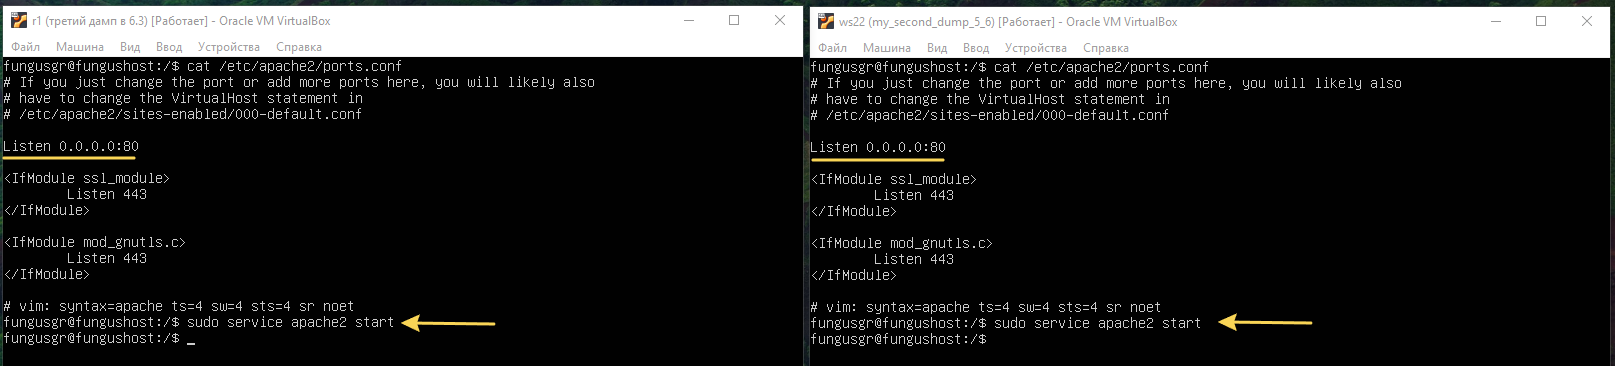 r1 (третий дамп в 6.3) [Работает] - Oracle VM VirtualBox
Файл Машина Вид Ввод Устройства Справка
fungusgr@fungushost:/$ cat /etc/apache2/ports.conf
# If you just change the port or add more ports here, you will likely also
# have to change the VirtualHost statement in
# /etc/apache2/sites-enabled/000-default.conf
Listen 0.0.0.0:80
<IfModule ssl_module>
Listen 443
</IfModule>
<IfModule mod_gnutls.c>
Listen 443
</IfModule>
# vim: syntax=apache ts=4 sw=4 sts=4 sr noet
fungusgr@fungushost:/$ sudo service apache2 start
fungusgr@fungushost:/$ _
ws22 (my_second_dump_5_6) [Работает] - Oracle VM VirtualBox
Файл Машина Вид Ввод Устройства Справка
fungusgr@fungushost:/$ cat /etc/apache2/ports.conf
# If you just change the port or add more ports here, you will likely also
# have to change the VirtualHost statement in
# /etc/apache2/sites-enabled/000-default.conf
Listen 0.0.0.0:80
<IfModule ssl_module>
Listen 443
</IfModule>
<IfModule mod_gnutls.c>
Listen 443
</IfModule>
# vim: syntax=apache ts=4 sw=4 sts=4 sr noet
fungusgr@fungushost:/$ sudo service apache2 start
fungusgr@fungushost:/$